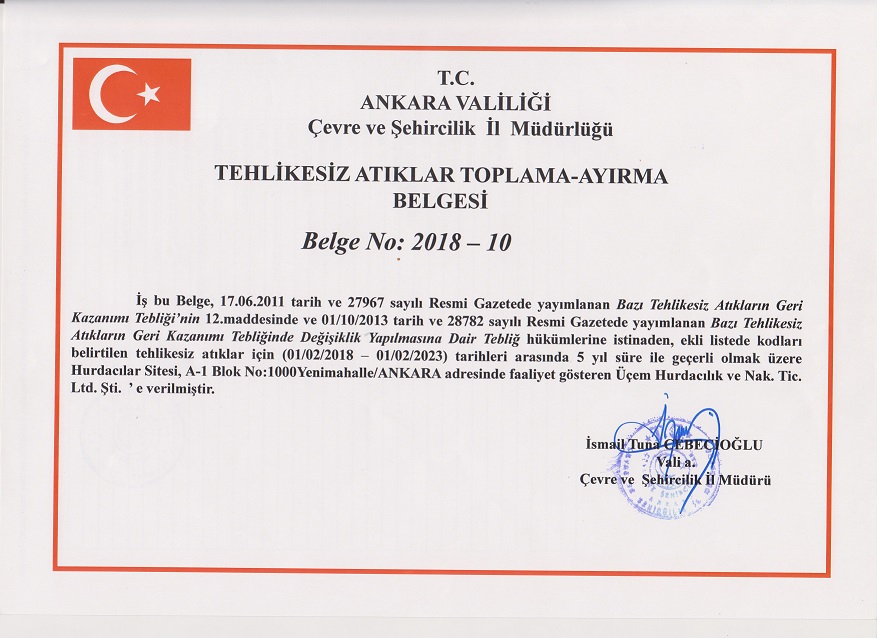 T.C.
ANKARA VALİLİĞİ
Çevre ve Şehircilik İl Müdürlüğü
TEHLİKESİZ ATIKLAR TOPLAMA-AYIRMA
BELGESİ
Belge No: 2018 – 10
İş bu Belge, 17.06.2011 tarih ve 27967 sayılı Resmi Gazetede yayımlanan Bazı Tehlikesiz Atıkların Geri
Kazanımı Tebliği’nin 12.maddesinde ve 01/10/2013 tarih ve 28782 sayılı Resmi Gazetede yayımlanan Bazı Tehlikesiz
Atıkların Geri Kazanımı Tebliğinde Değişiklik Yapılmasına Dair Tebliğ hükümlerine istinaden, ekli listede kodları
belirtilen tehlikesiz atıklar için (01/02/2018 – 01/02/2023) tarihleri arasında 5 yıl süre ile geçerli olmak üzere
Hurdacılar Sitesi, A-1 Blok No:1000Yenimahalle/ANKARA adresinde faaliyet gösteren Üçem Hurdacılık ve Nak. Tic.
Ltd. Şti. ’ e verilmiştir.
İsmail Tuna CEBECİOĞLU
Vali a.
Çevre ve Şehircilik İl Müdürü